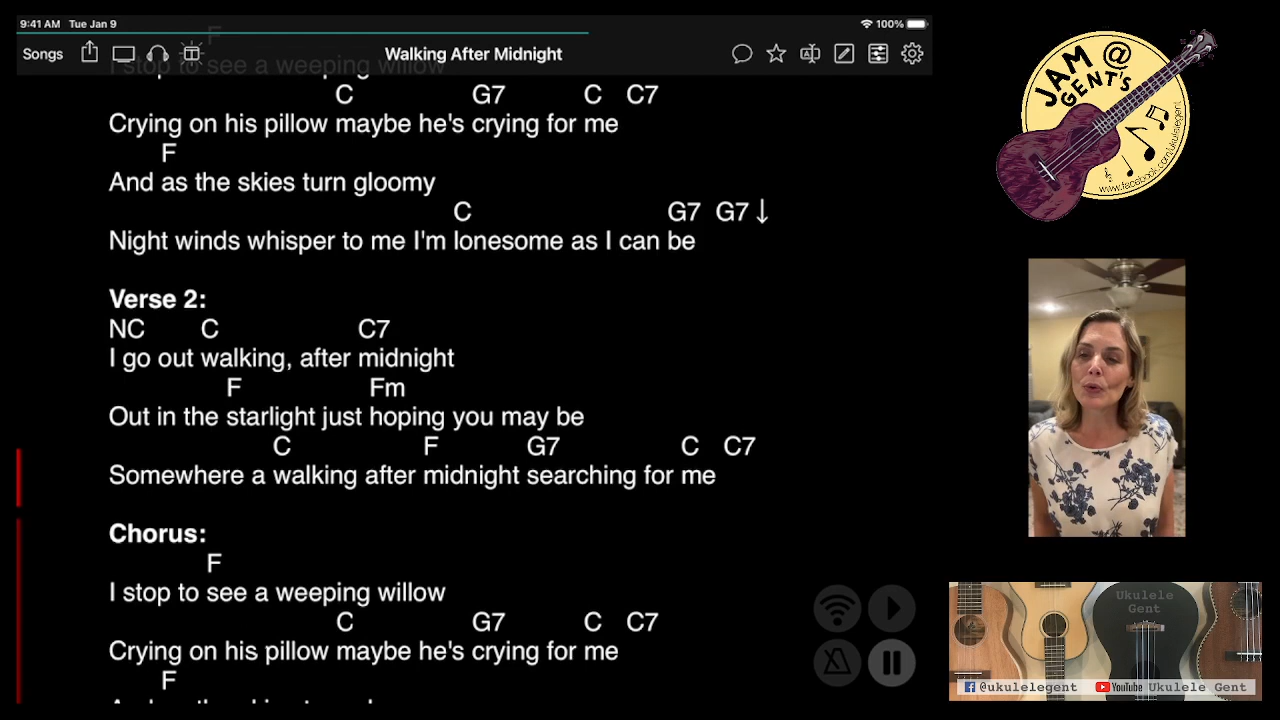 9:41 AM Tue Jan 9
100%
F
Songs
Walking After Midnight
I stop to see a weeping willow
C G7 C C7
Crying on his pillow maybe he's crying for me
F
And as the skies turn gloomy
C G7 G7 ↓
Night winds whisper to me I'm lonesome as I can be
Verse 2:
NC C C7
I go out walking, after midnight
F Fm
Out in the starlight just hoping you may be
C F G7 C C7
Somewhere a walking after midnight searching for me
Chorus:
F
I stop to see a weeping willow
C G7 C C7
Crying on his pillow maybe he's crying for me
F
JAM @
GENT'S
www.facebook.com/ukulelegent
Ukulele
Gent
@ukulelegent YouTube Ukulele Gent